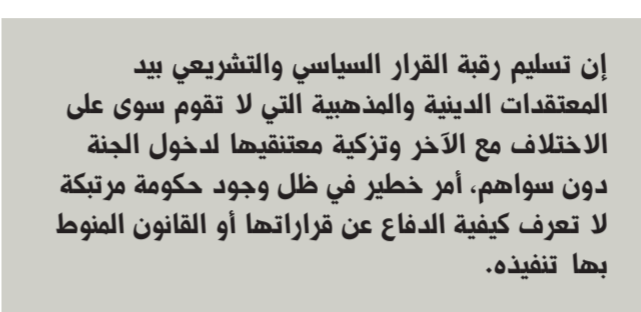 إن تسليم رقبة القرار السياسي والتشريعي بيد
المعتقدات الدينية والمذهبية التي لا تقوم سوى على
الاختلاف مع الآخر وتزكية معتنقيها لدخول الجنة
دون سواهم، أمر خطير في ظل وجود حكومة مرتبكة
لا تعرف كيفية الدفاع عن قراراتها أو القانون المنوط
بها تنفيذه.